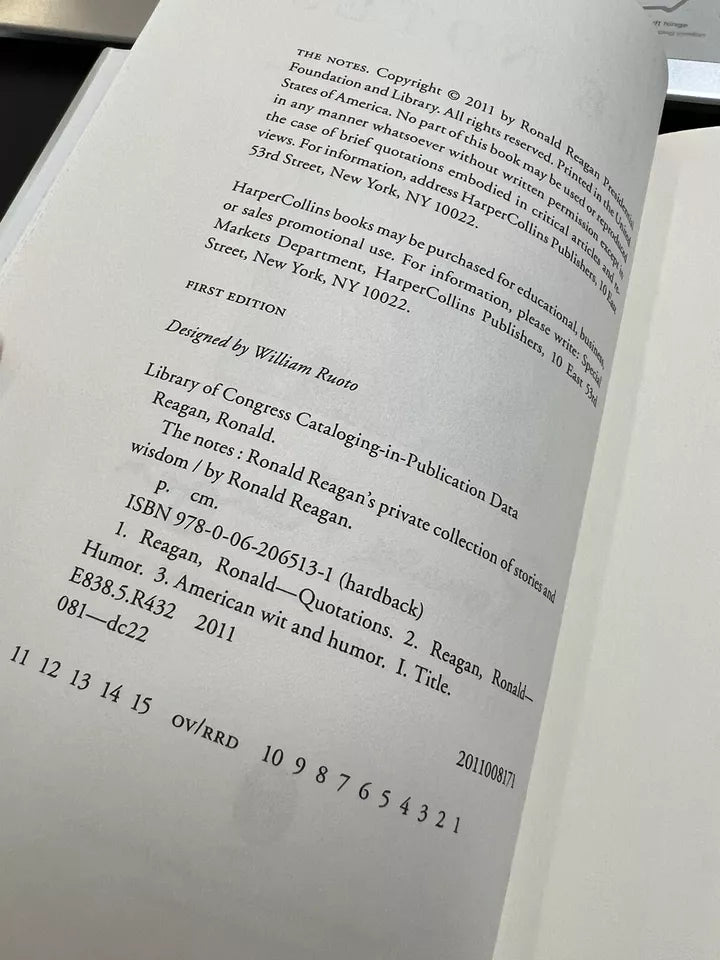 THE NOTES. Copyright © 2011 by Ronald Reagan Presidential
Foundation and Library. All rights reserved. Printed in the United
States of America. No part of this book may be used or reproduced
in any manner whatsoever without written permission except in
the case of brief quotations embodied in critical articles and re-
views. For information, address HarperCollins Publishers, 10 East
53rd Street, New York, NY 10022.
HarperCollins books may be purchased for educational, business,
or sales promotional use. For information, please write: Special
Markets Department, HarperCollins Publishers, 10 East 53rd
Street, New York, NY 10022.
FIRST EDITION
Designed by William Ruoto
Library of Congress Cataloging-in-Publication Data
Reagan, Ronald.
The notes : Ronald Reagan's private collection of stories and
wisdom / by Ronald Reagan.
p. cm.
ISBN 978-0-06-206513-1 (hardback)
1. Reagan, Ronald—Quotations. 2. Reagan, Ronald—
Humor. 3. American wit and humor. I. Title.
E838.5.R432 2011
081—dc22
2011008171
11 12 13 14 15 OV/RRD 10 9 8 7 6 5 4 3 2 1